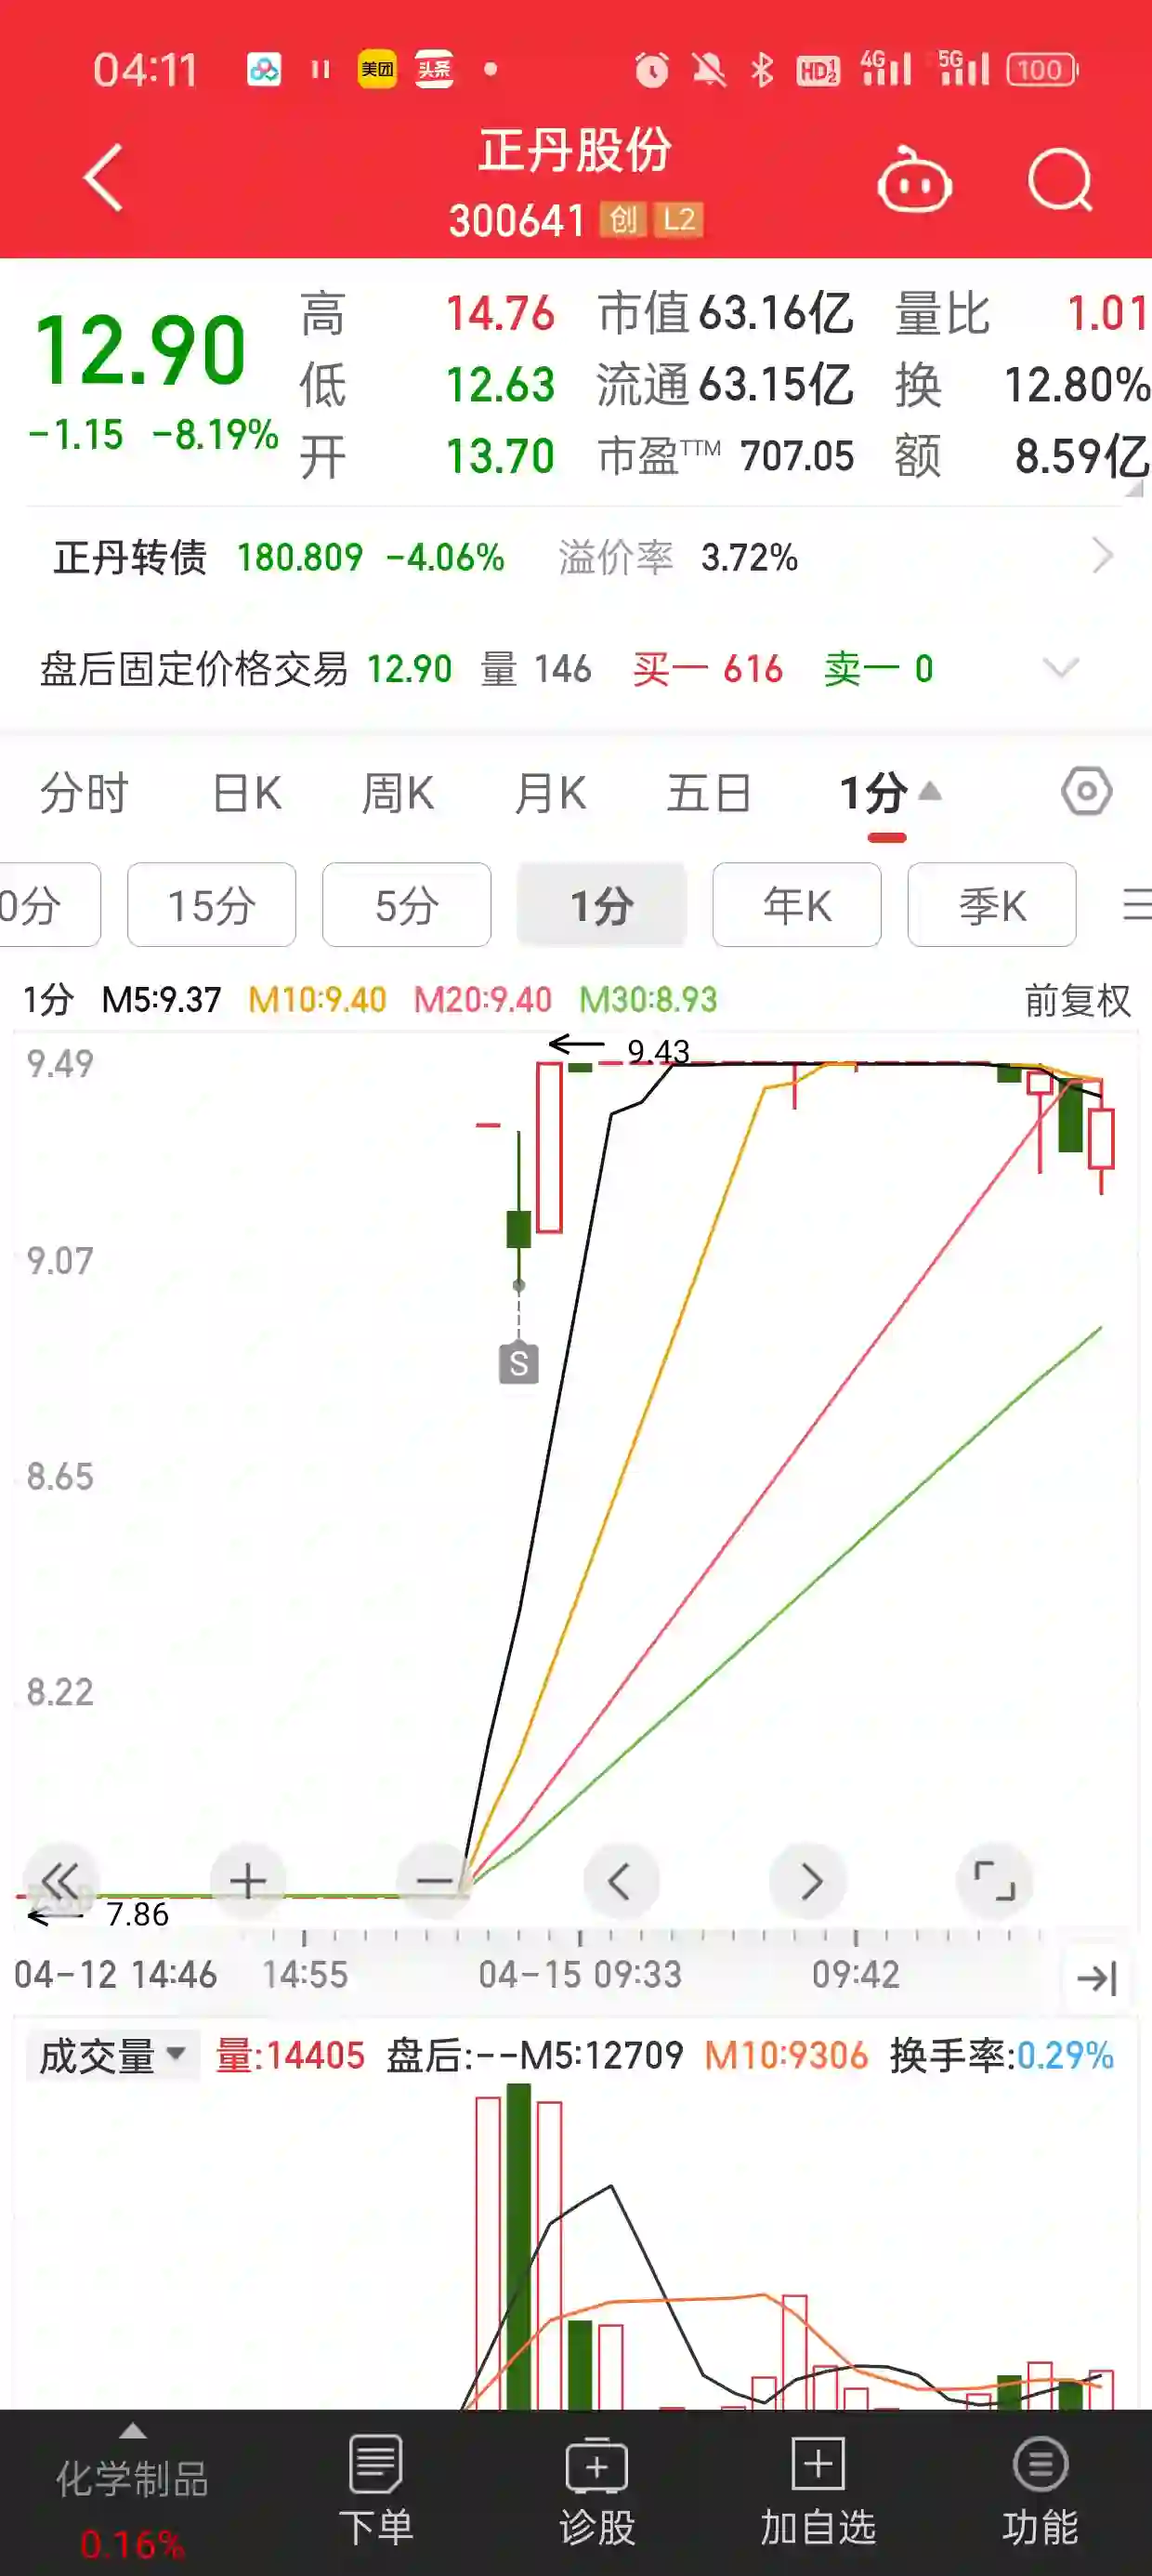 04:11 美团 头条 HD 1 2 4G 5G 100
正丹股份
300641 创 L2
12.90 高 14.76 市值 63.16亿 量比 1.01
低 12.63 流通 63.15亿 换 12.80%
-1.15 -8.19% 开 13.70 市盈TTM 707.05 额 8.59亿
正丹转债 180.809 -4.06% 溢价率 3.72%
盘后固定价格交易 12.90 量 146 买一 616 卖一 0
分时 日K 周K 月K 五日 1分
0分 15分 5分 1分 年K 季K
1分 M5:9.37 M10:9.40 M20:9.40 M30:8.93 前复权
9.49 9.43
9.07
S
8.65
8.22
7.86
04-12 14:46 14:55 04-15 09:33 09:42
成交量 量:14405 盘后:--M5:12709 M10:9306 换手率:0.29%
化学制品 下单 诊股 加自选 功能
0.16%